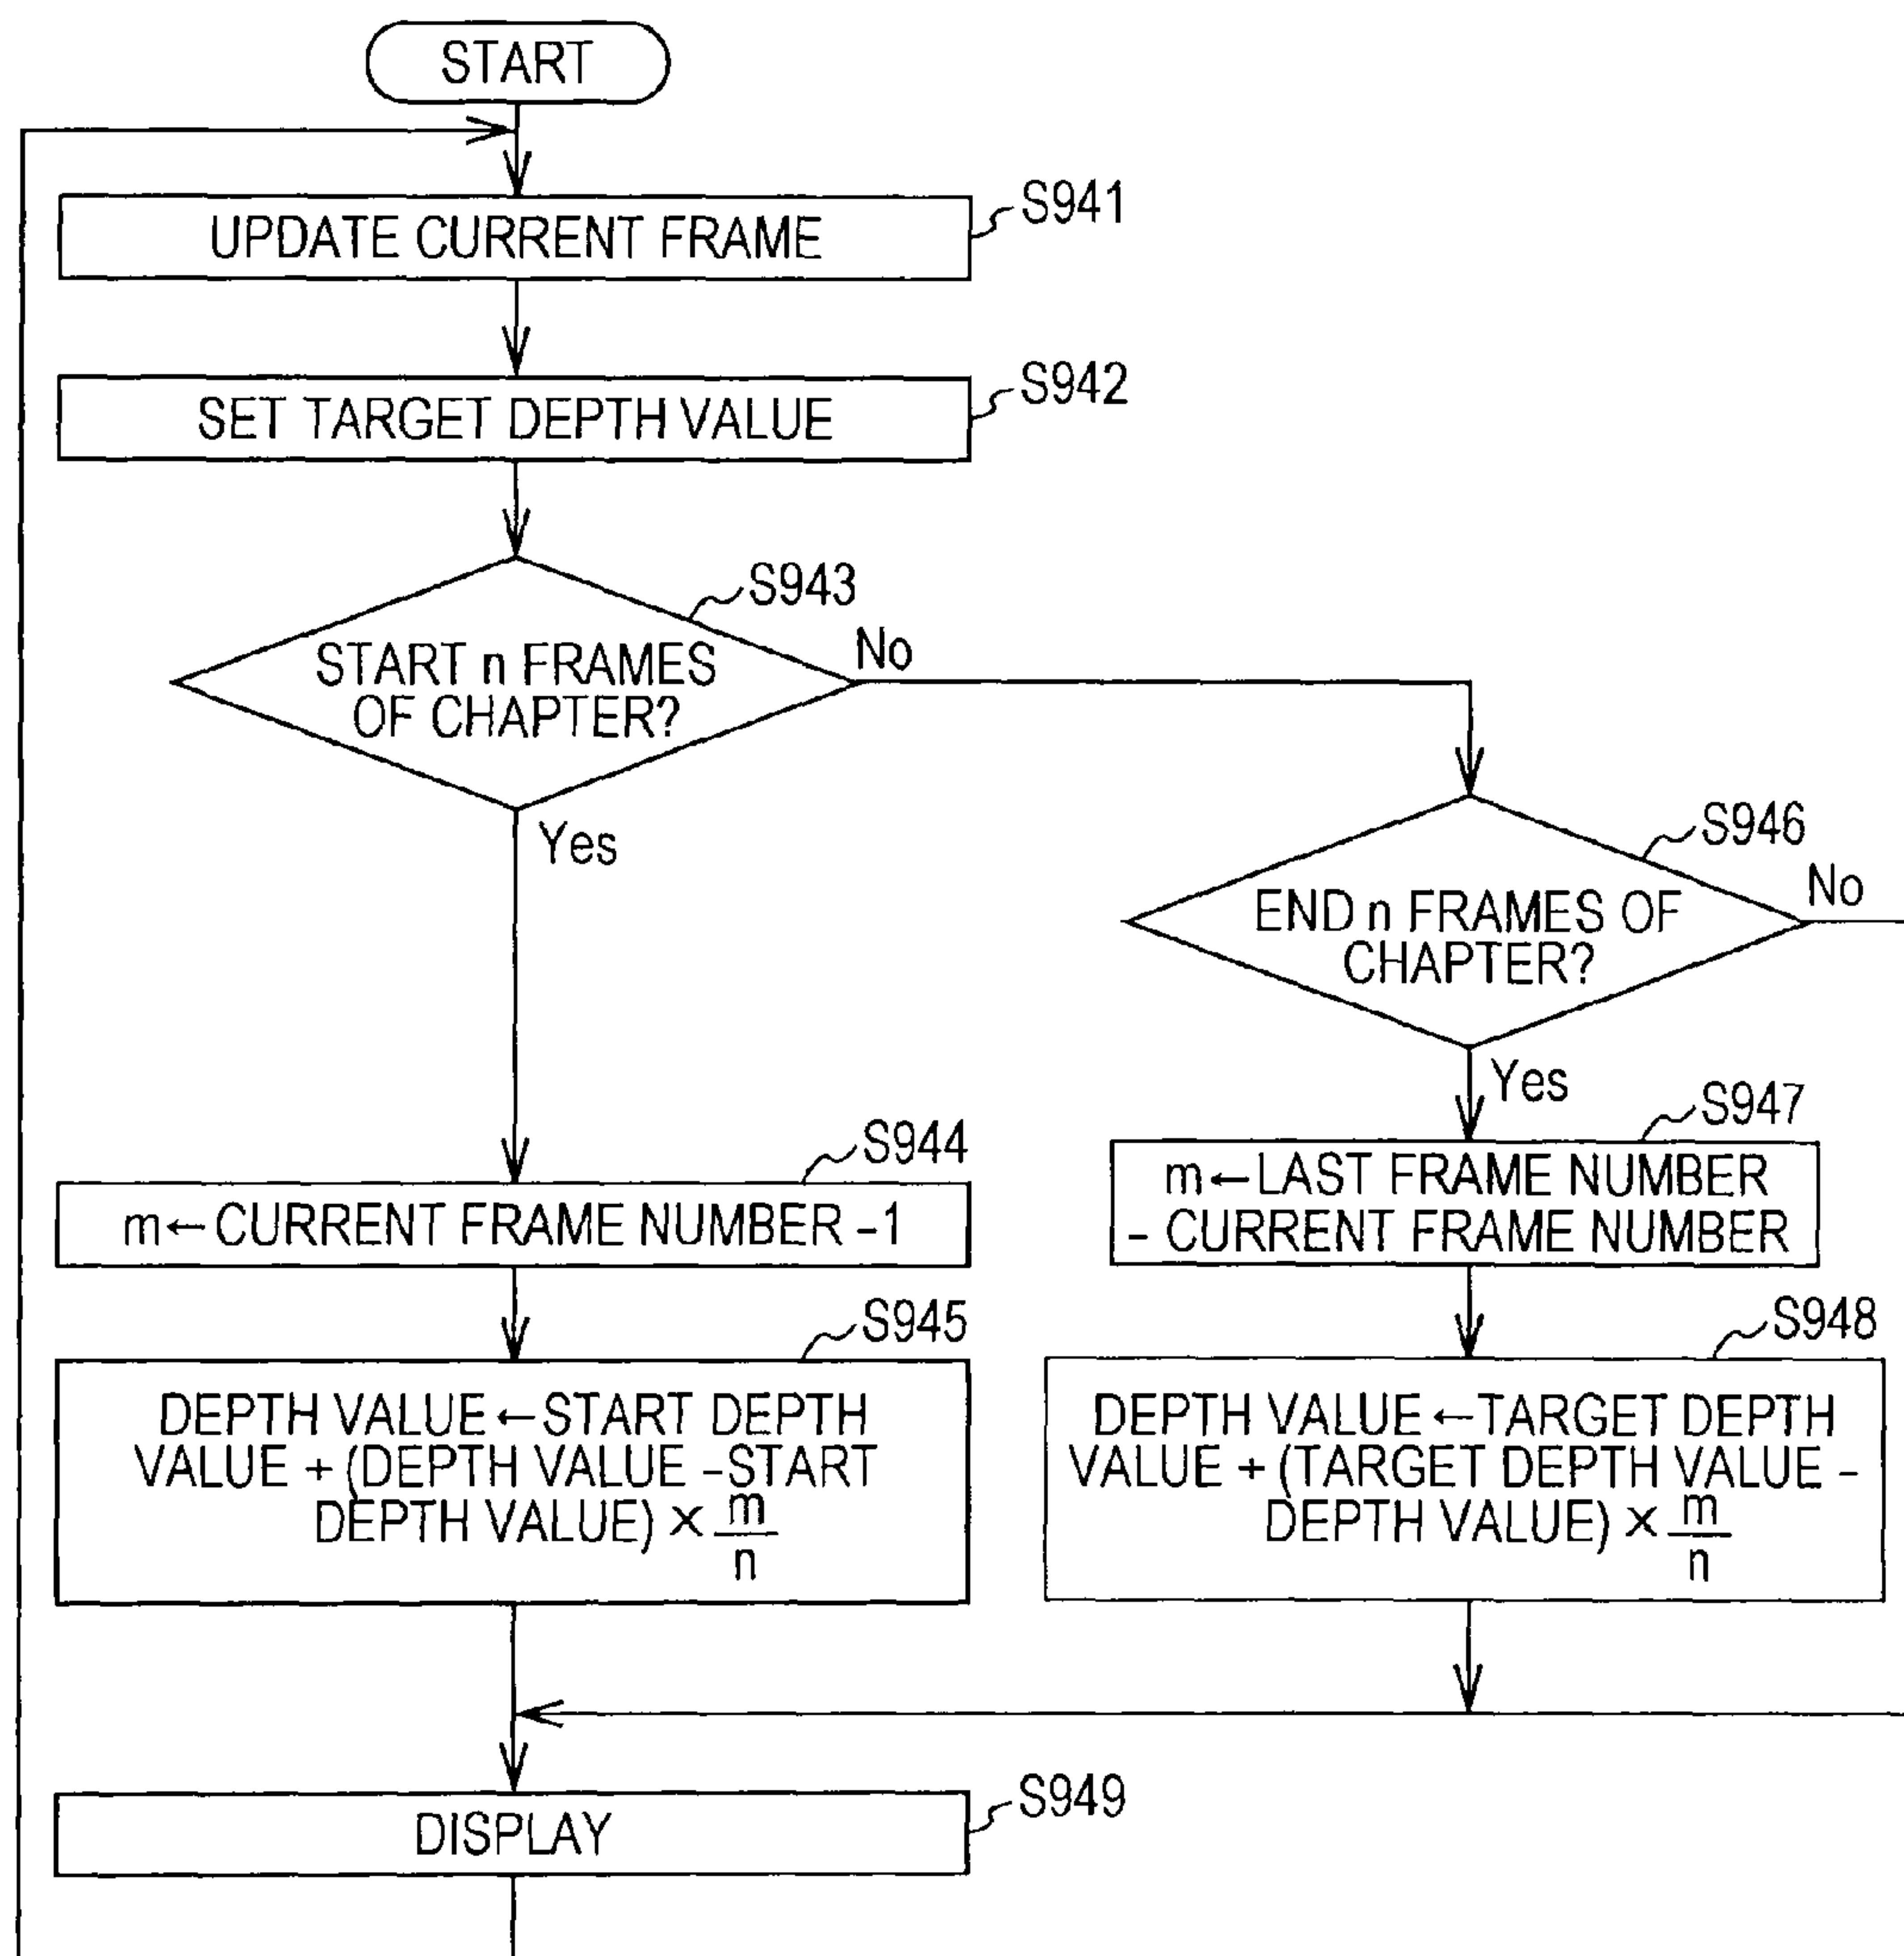 START
UPDATE CURRENT FRAME
S941
SET TARGET DEPTH VALUE
S942
S943
START n FRAMES
OF CHAPTER?
No
Yes
S946
END n FRAMES OF
CHAPTER?
No
Yes
S944
m←CURRENT FRAME NUMBER -1
S947
m←LAST FRAME NUMBER
- CURRENT FRAME NUMBER
S945
DEPTH VALUE←START DEPTH
VALUE + (DEPTH VALUE -START
DEPTH VALUE) × m
n
S948
DEPTH VALUE←TARGET DEPTH
VALUE + (TARGET DEPTH VALUE -
DEPTH VALUE) × m
n
DISPLAY
S949